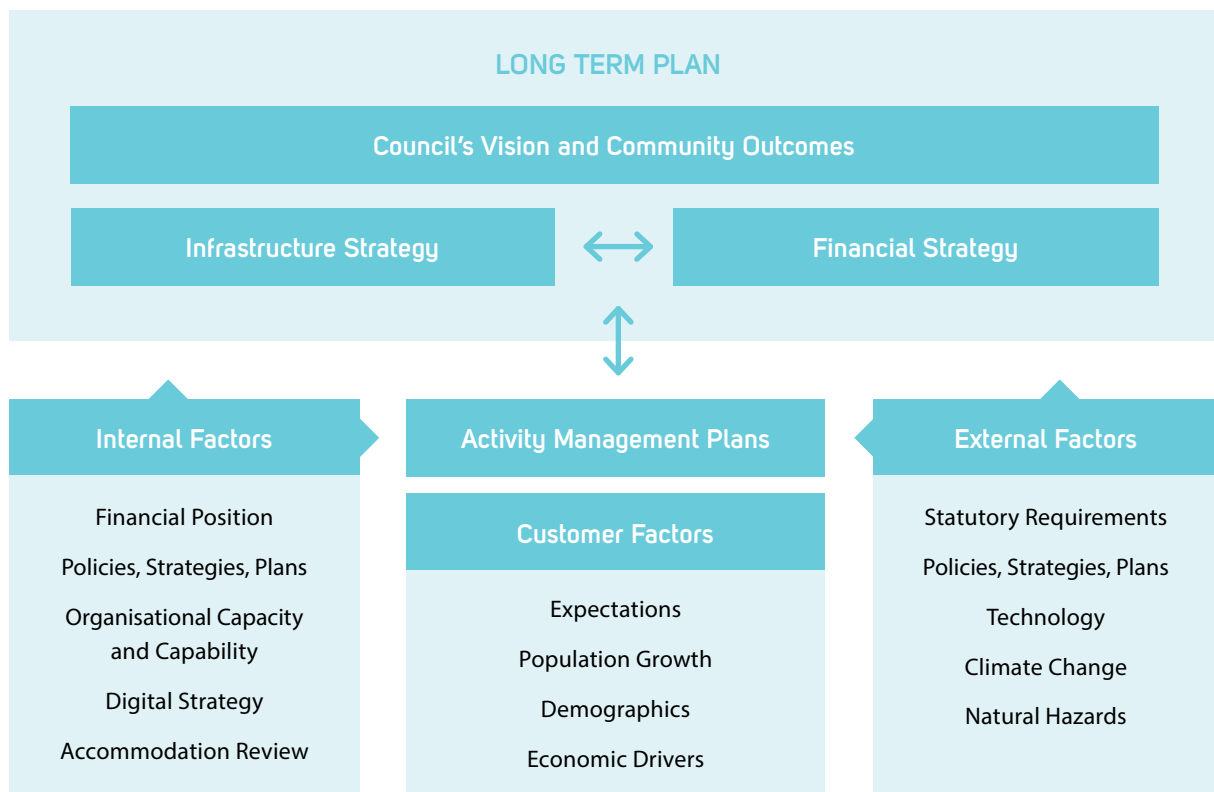 LONG TERM PLAN
Council’s Vision and Community Outcomes
Infrastructure Strategy
Financial Strategy
Internal Factors
Financial Position
Policies, Strategies, Plans
Organisational Capacity
and Capability
Digital Strategy
Accommodation Review
Activity Management Plans
Customer Factors
Expectations
Population Growth
Demographics
Economic Drivers
External Factors
Statutory Requirements
Policies, Strategies, Plans
Technology
Climate Change
Natural Hazards